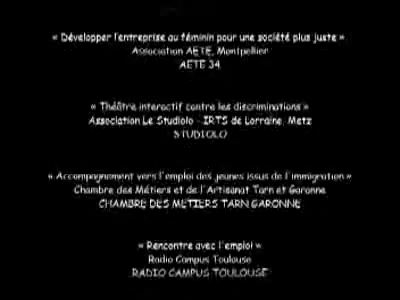 « Développer l'entreprise au féminin pour une société plus juste »
Association AETE, Montpellier
AETE 34
« Théâtre interactif contre les discriminations »
Association Le Studiolo - IRTS de Lorraine, Metz
STUDIOLO
« Accompagnement vers l'emploi des jeunes issus de l'immigration »
Chambre des Métiers et de l'Artisanat Tarn et Garonne
CHAMBRE DES METIERS TARN GARONNE
« Rencontre avec l'emploi »
Radio Campus Toulouse
RADIO CAMPUS TOULOUSE